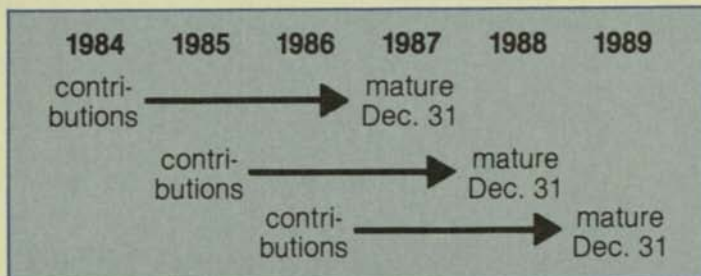 1984 1985 1986 1987 1988 1989
contri-
butions
mature
Dec. 31
contri-
butions
mature
Dec. 31
contri-
butions
mature
Dec. 31